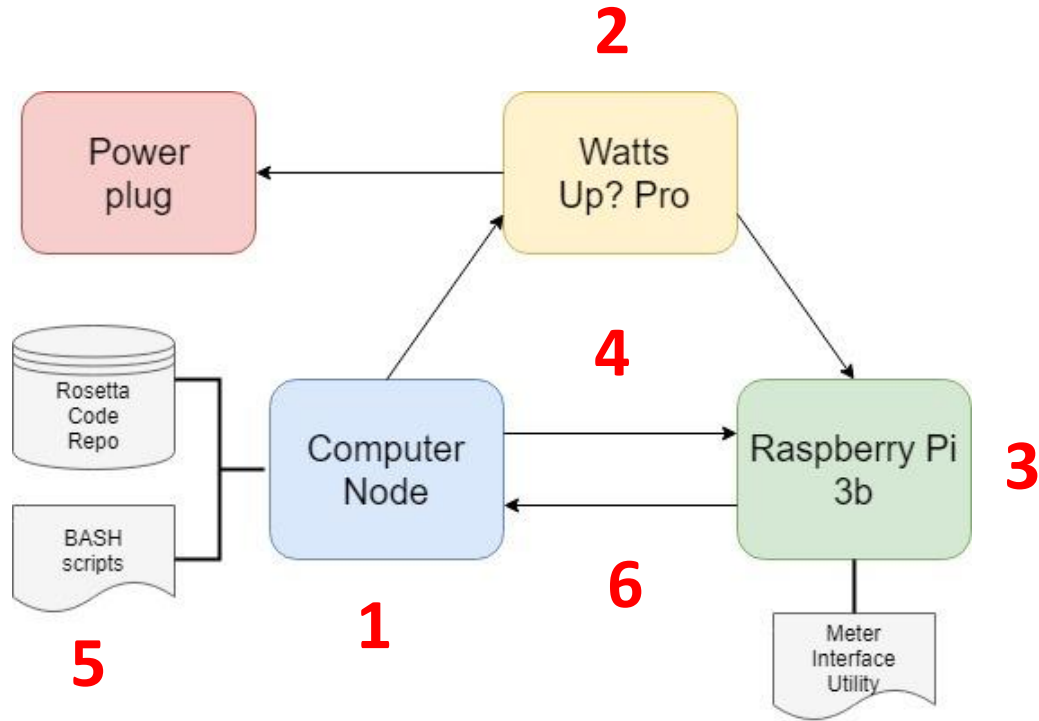 2
Power
plug
Watts
Up? Pro
4
Rosetta
Code
Repo
Computer
Node
Raspberry Pi
3b
3
BASH
scripts
6
1
5
Meter
Interface
Utility